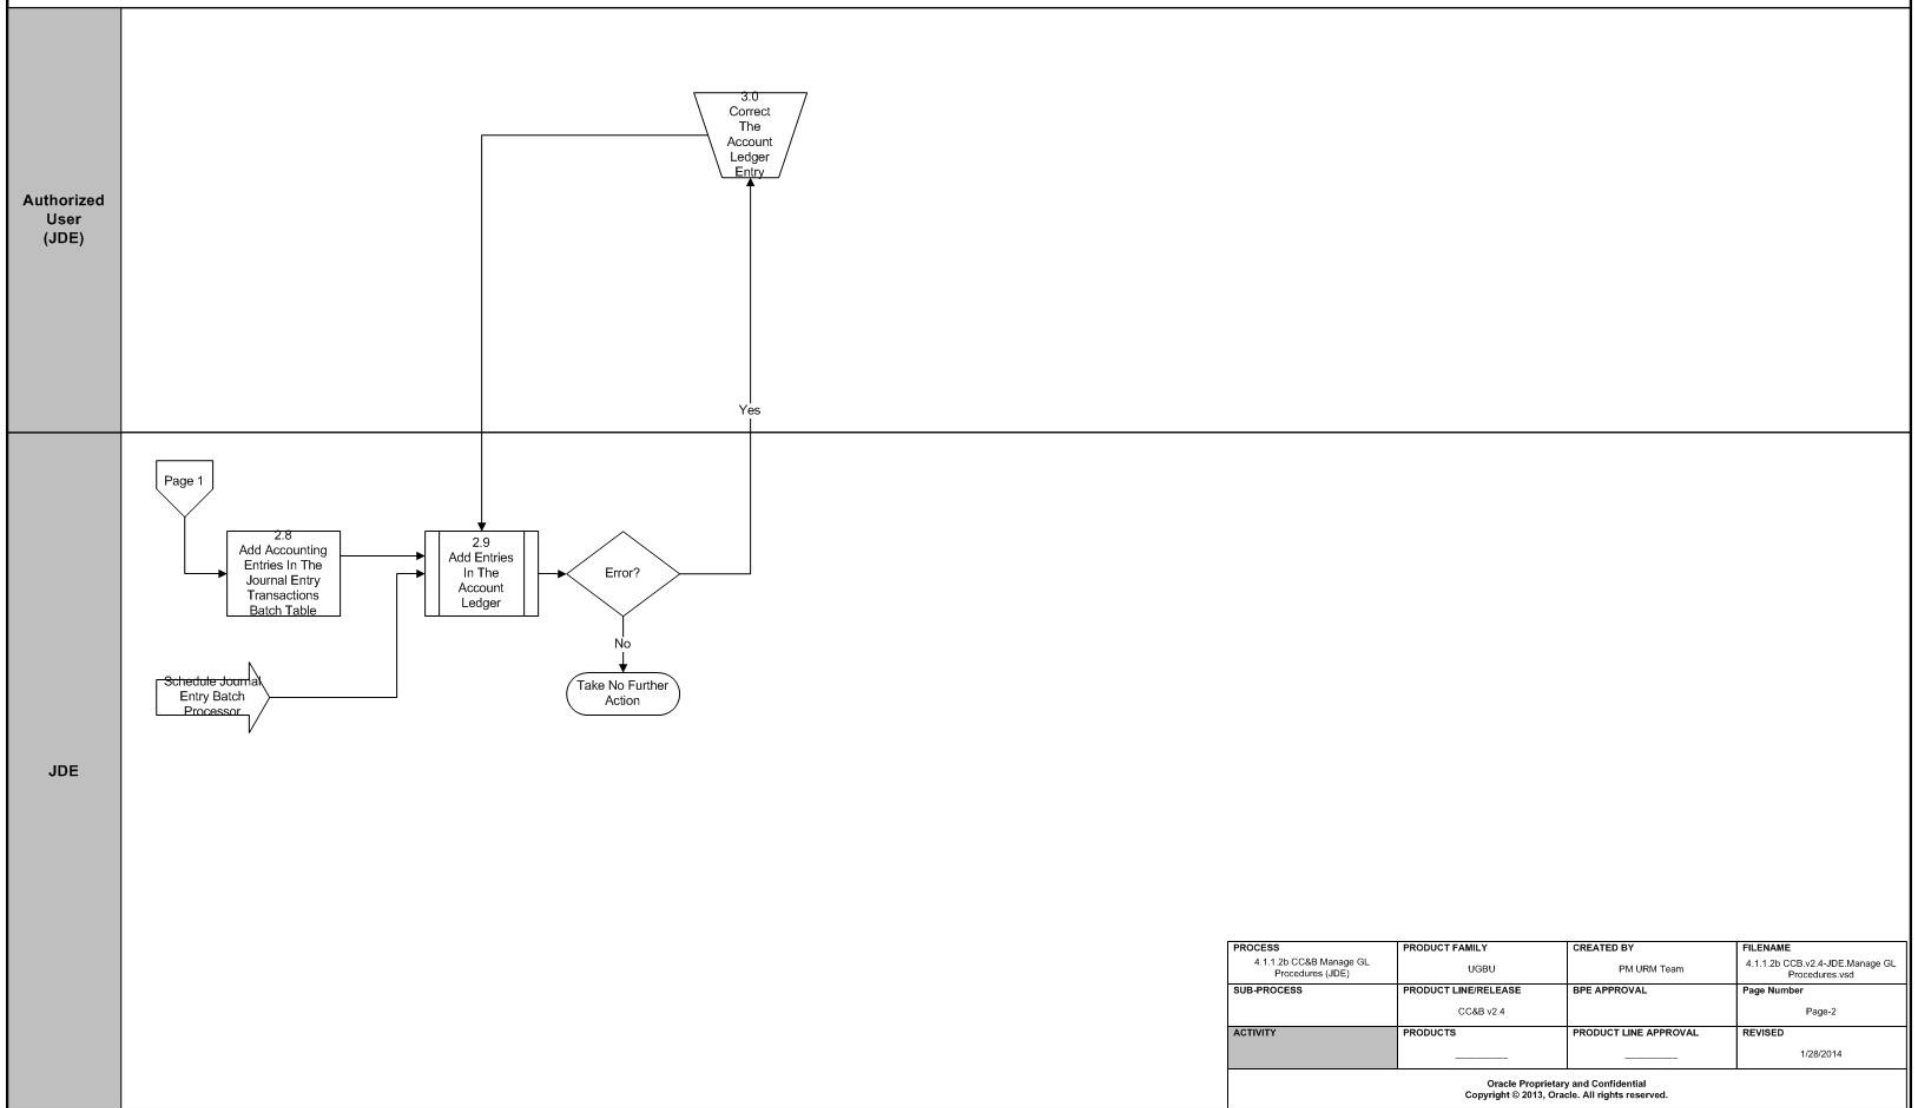 Authorized
User
(JDE)
3.0
Correct
The
Account
Ledger
Entry
Yes
JDE
Page 1
2.8
Add Accounting
Entries In The
Journal Entry
Transactions
Batch Table
2.9
Add Entries
In The
Account
Ledger
Error?
No
Take No Further
Action
Schedule Journal
Entry Batch
Processor
PROCESS
4.1.1.2b CC&B Manage GL
Procedures (JDE)
PRODUCT FAMILY
UGBU
CREATED BY
PM URM Team
FILENAME
4.1.1.2b CCB.v2.4-JDE.Manage GL
Procedures.vsd
SUB-PROCESS
PRODUCT LINE/RELEASE
CC&B v2.4
BPE APPROVAL
Page Number
Page-2
ACTIVITY
PRODUCTS
PRODUCT LINE APPROVAL
REVISED
1/28/2014
Oracle Proprietary and Confidential
Copyright © 2013, Oracle. All rights reserved.